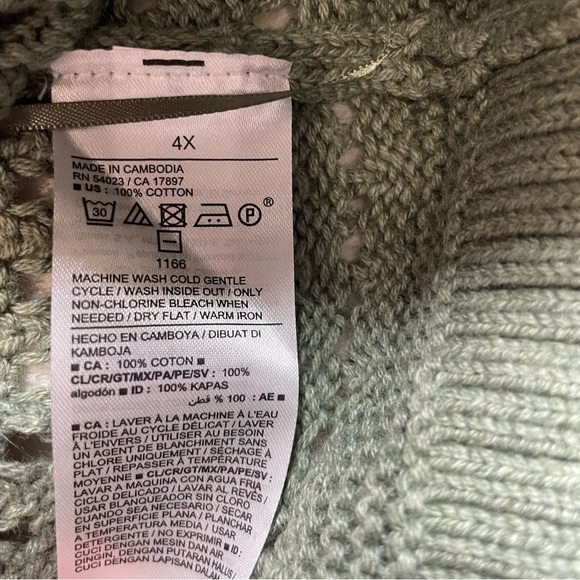 4X
MADE IN CAMBODIA
RN 54023 / CA 17897
■ US : 100% COTTON
30 P ®
1166
MACHINE WASH COLD GENTLE
CYCLE / WASH INSIDE OUT / ONLY
NON-CHLORINE BLEACH WHEN
NEEDED / DRY FLAT / WARM IRON
HECHO EN CAMBOYA / DIBUAT DI
KAMBOJA
■ CA : 100% COTON ■
CL/CR/GT/MX/PA/PE/SV : 100%
algodón ■ ID : 100% KAPAS
■ AE : 100 % قطن
■ CA : LAVER À LA MACHINE À L'EAU
FROIDE AU CYCLE DÉLICAT / LAVER
À L'ENVERS / UTILISER AU BESOIN
UN AGENT DE BLANCHIMENT SANS
CHLORE UNIQUEMENT / SÉCHAGE À
PLAT / REPASSER À TEMPÉRATURE
MOYENNE ■ CL/CR/GT/MX/PA/PE/SV :
LAVAR A MAQUINA CON AGUA FRIA
CICLO DELICADO / LAVAR AL REVÉS /
USAR BLANQUEADOR SIN CLORO
CUANDO SEA NECESARIO / SECAR
EN SUPERFICIE PLANA / PLANCHAR
A TEMPERATURA MEDIA / USAR
DETERGENTE / NO EXPRIMIR ■ ID :
CUCI DENGAN MESIN DAN AIR
DINGIN, DENGAN PUTARAN HALUS /
CUCI DENGAN LAPISAN DALAM